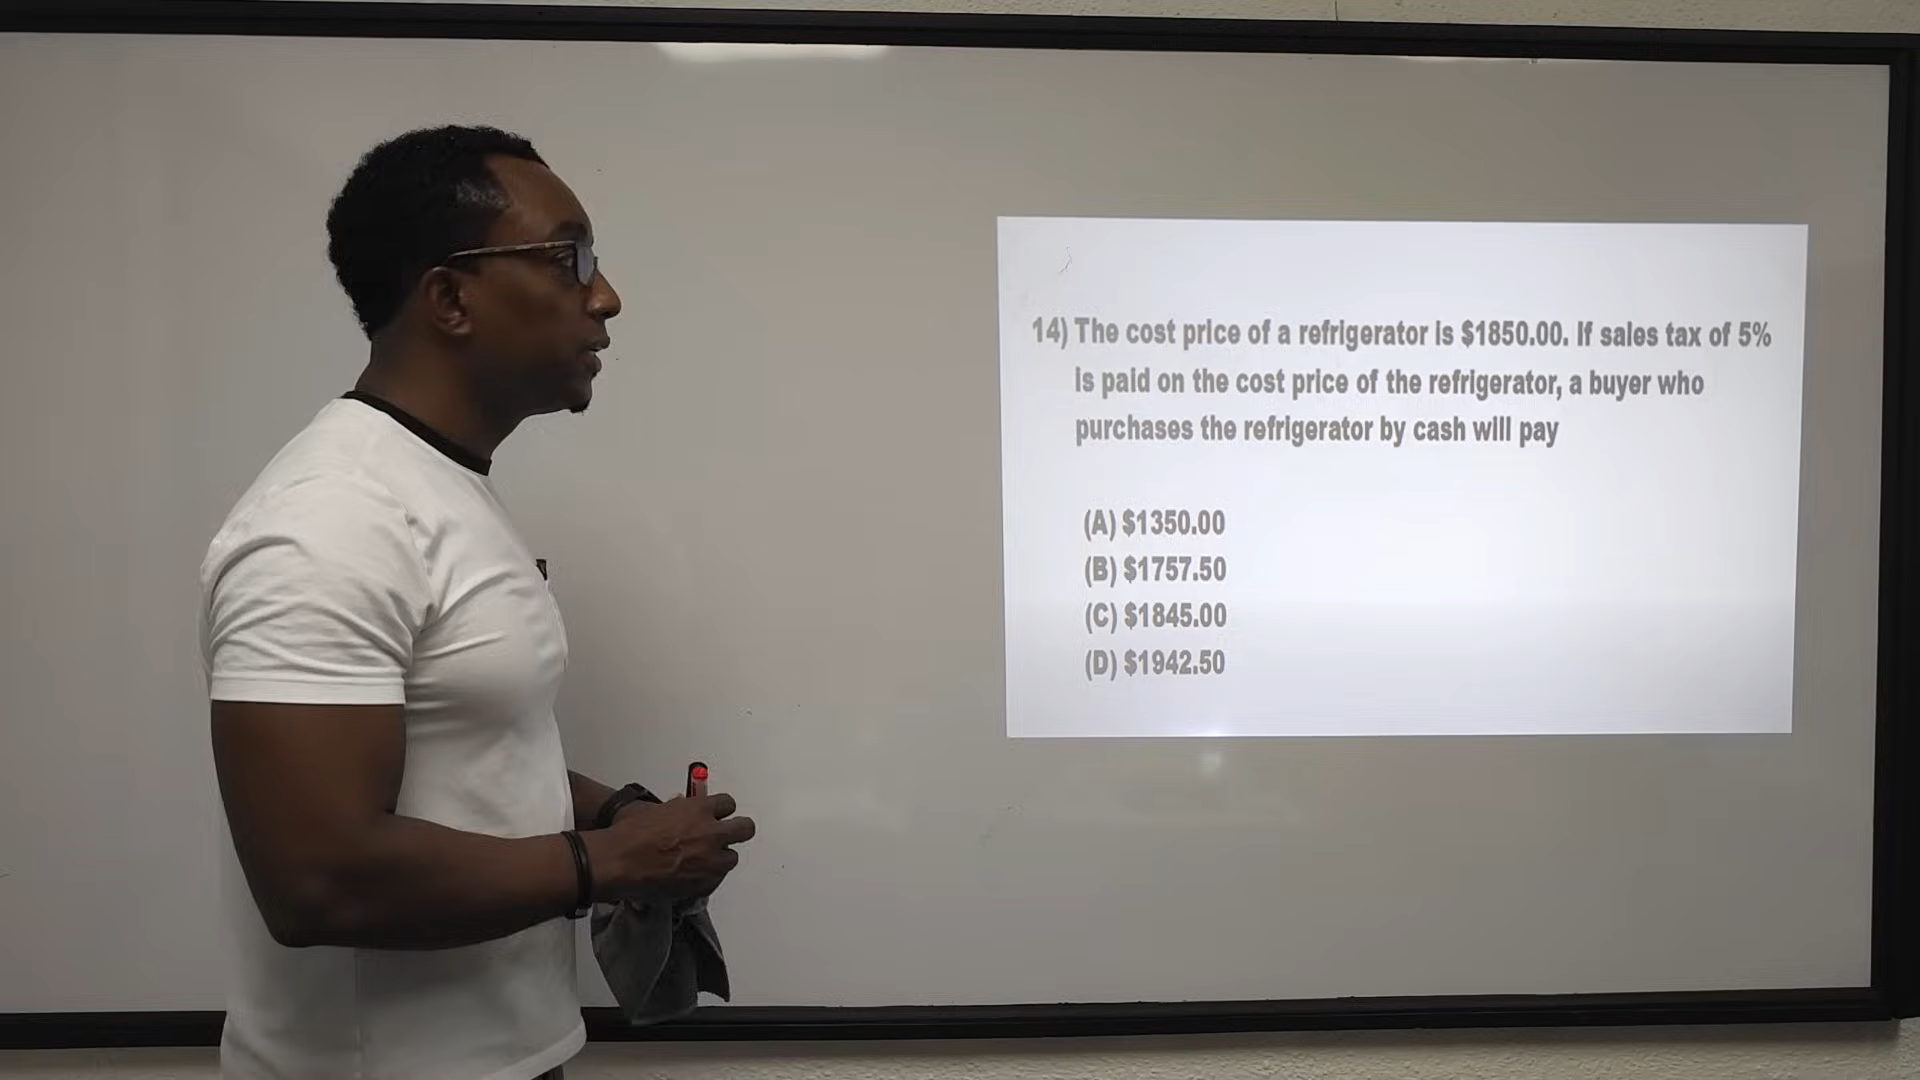 14) The cost price of a refrigerator is $1850.00. If sales tax of 5%
is paid on the cost price of the refrigerator, a buyer who
purchases the refrigerator by cash will pay
(A) $1350.00
(B) $1757.50
(C) $1845.00
(D) $1942.50